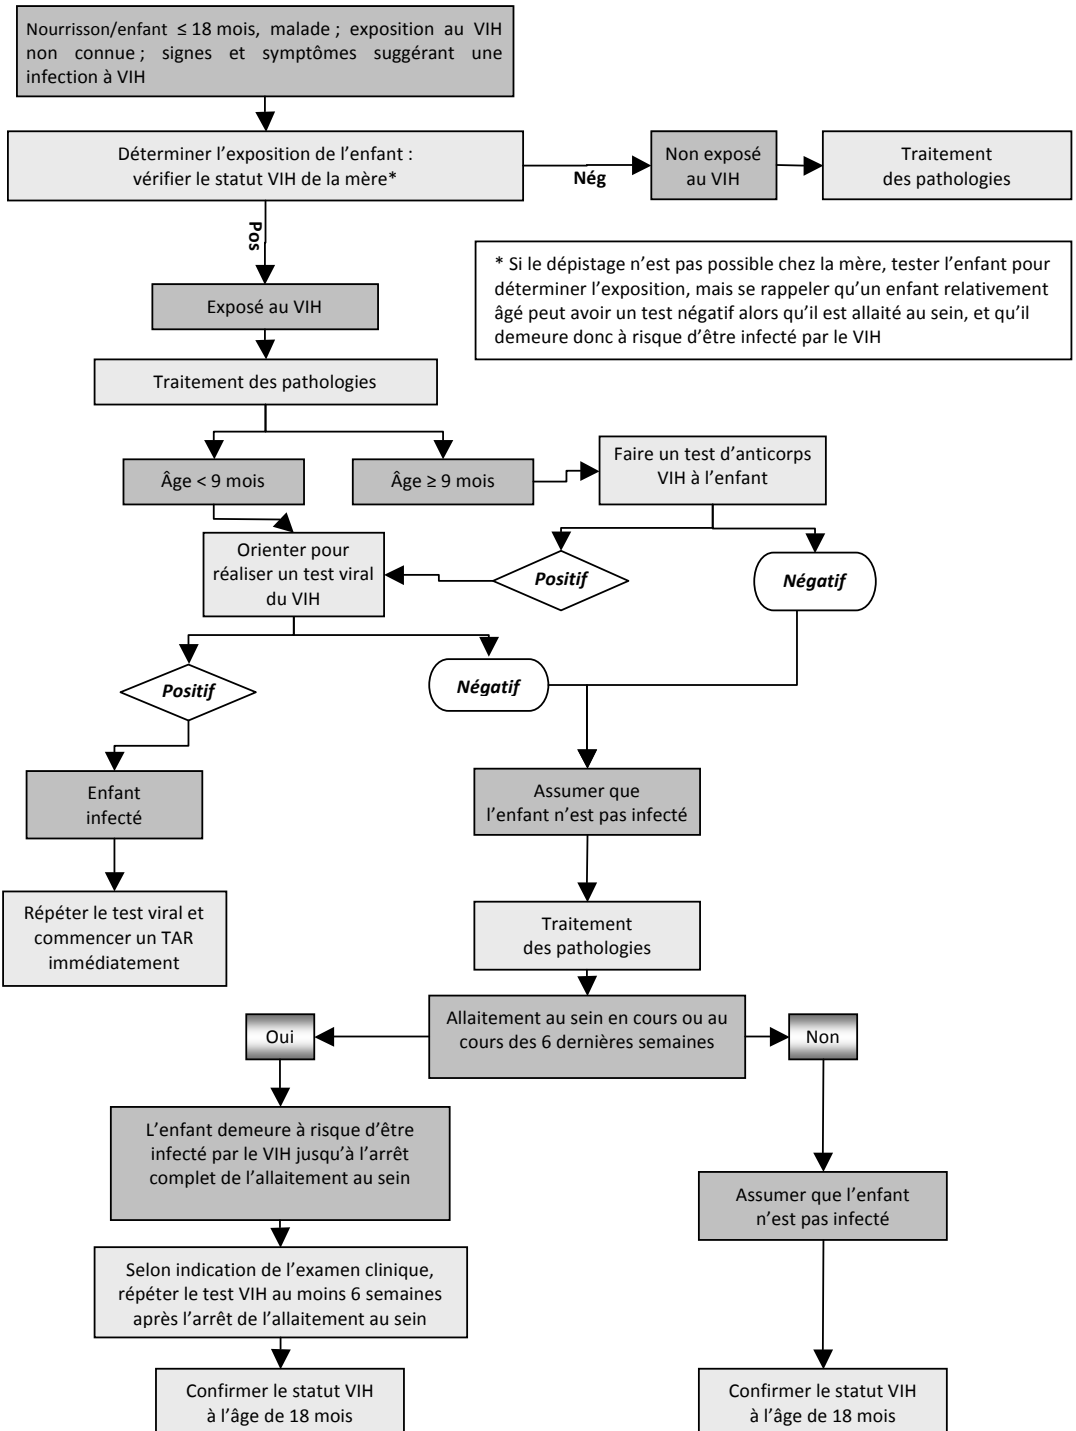 Nourrisson/enfant ≤ 18 mois, malade ; exposition au VIH
non connue ; signes et symptômes suggérant une
infection à VIH
Déterminer l’exposition de l’enfant :
vérifier le statut VIH de la mère*
Nég
Non exposé
au VIH
Traitement
des pathologies
Pos
* Si le dépistage n’est pas possible chez la mère, tester l’enfant pour
déterminer l’exposition, mais se rappeler qu’un enfant relativement
âgé peut avoir un test négatif alors qu’il est allaité au sein, et qu’il
demeure donc à risque d’être infecté par le VIH
Exposé au VIH
Traitement des pathologies
Âge < 9 mois
Âge ≥ 9 mois
Faire un test d’anticorps
VIH à l’enfant
Orienter pour
réaliser un test viral
du VIH
Positif
Négatif
Positif
Négatif
Enfant
infecté
Assumer que
l’enfant n’est pas infecté
Répéter le test viral et
commencer un TAR
immédiatement
Traitement
des pathologies
Allaitement au sein en cours ou au
cours des 6 dernières semaines
Oui
Non
L’enfant demeure à risque d’être
infecté par le VIH jusqu’à l’arrêt
complet de l’allaitement au sein
Assumer que l’enfant
n’est pas infecté
Selon indication de l’examen clinique,
répéter le test VIH au moins 6 semaines
après l’arrêt de l’allaitement au sein
Confirmer le statut VIH
à l’âge de 18 mois
Confirmer le statut VIH
à l’âge de 18 mois